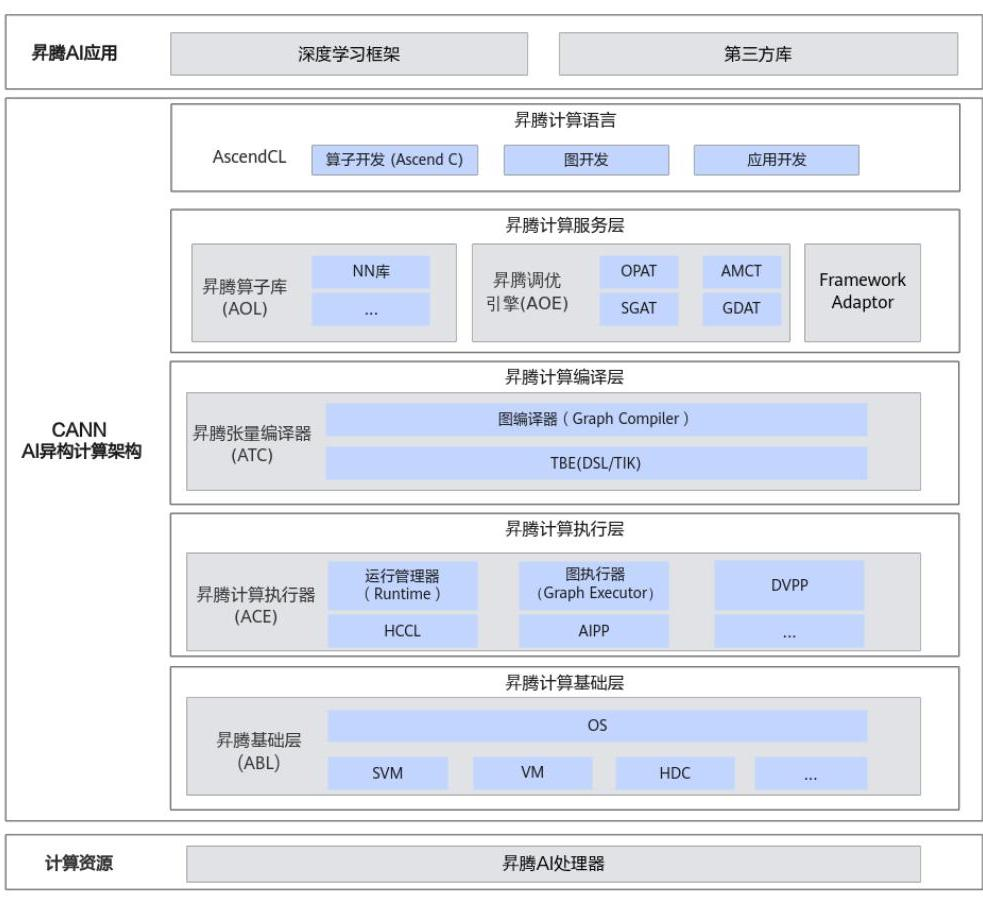 昇腾AI应用
深度学习框架
第三方库
CANN
AI异构计算架构
昇腾计算语言
AscendCL
算子开发 (Ascend C)
图开发
应用开发
昇腾计算服务层
昇腾算子库
(AOL)
NN库
...
昇腾调优
引擎(AOE)
OPAT
AMCT
SGAT
GDAT
Framework
Adaptor
昇腾计算编译层
昇腾张量编译器
(ATC)
图编译器（Graph Compiler）
TBE(DSL/TIK)
昇腾计算执行层
昇腾计算执行器
(ACE)
运行管理器
（Runtime）
图执行器
（Graph Executor）
DVPP
HCCL
AIPP
...
昇腾计算基础层
昇腾基础层
(ABL)
OS
SVM
VM
HDC
...
计算资源
昇腾AI处理器